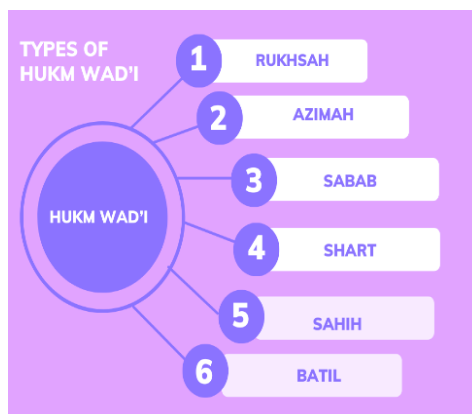 TYPES OF
HUKM WAD'I
1
RUKHSAH
2
AZIMAH
3
SABAB
HUKM WAD'I
4
SHART
5
SAHIH
6
BATIL